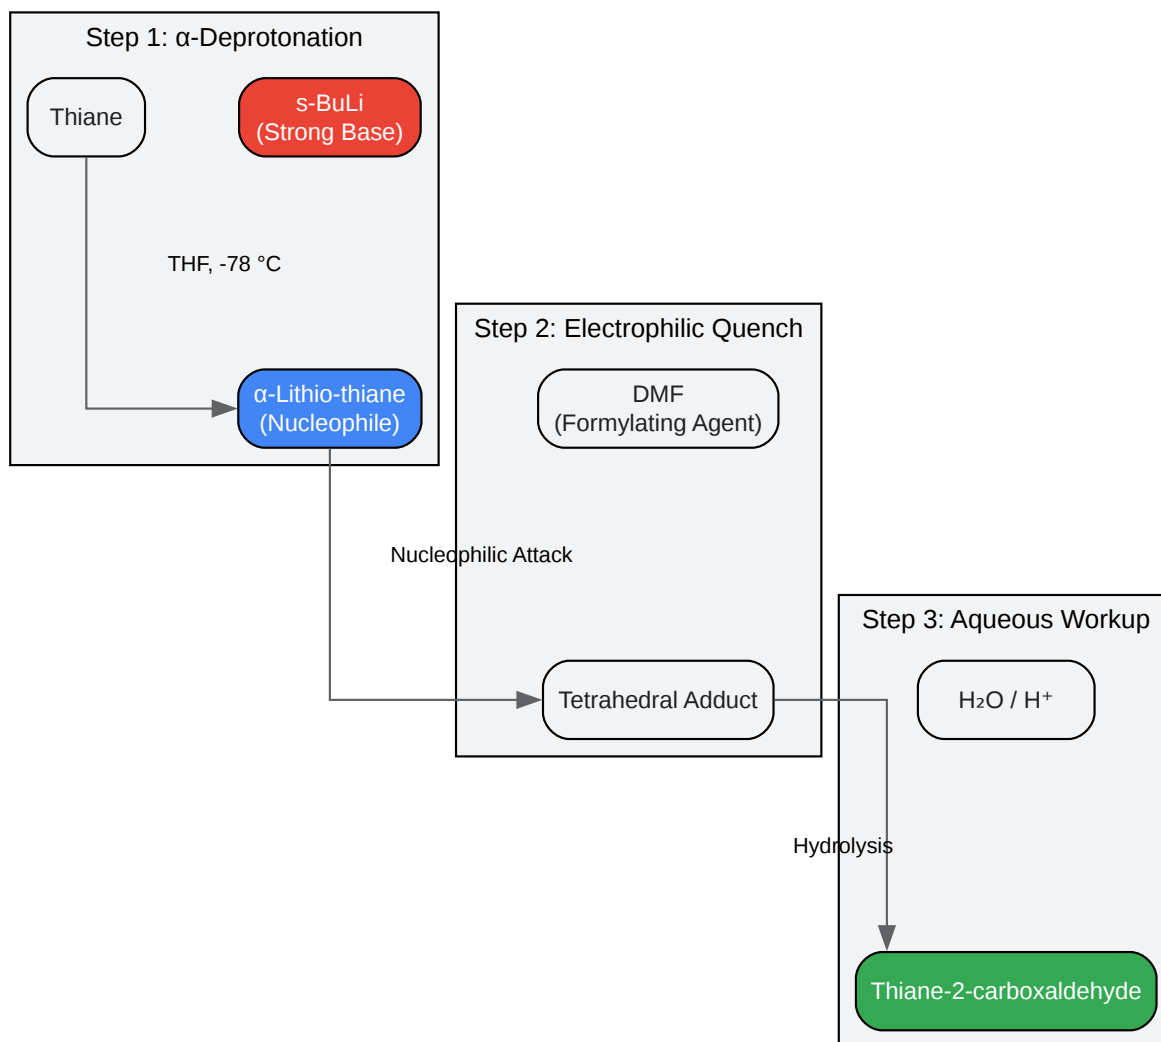 Step 1: α-Deprotonation
Thiane
s-BuLi
(Strong Base)
THF, -78 °C
α-Lithio-thiane
(Nucleophile)
Step 2: Electrophilic Quench
DMF
(Formylating Agent)
Nucleophilic Attack
Tetrahedral Adduct
Step 3: Aqueous Workup
H₂O / H⁺
Hydrolysis
Thiane-2-carboxaldehyde